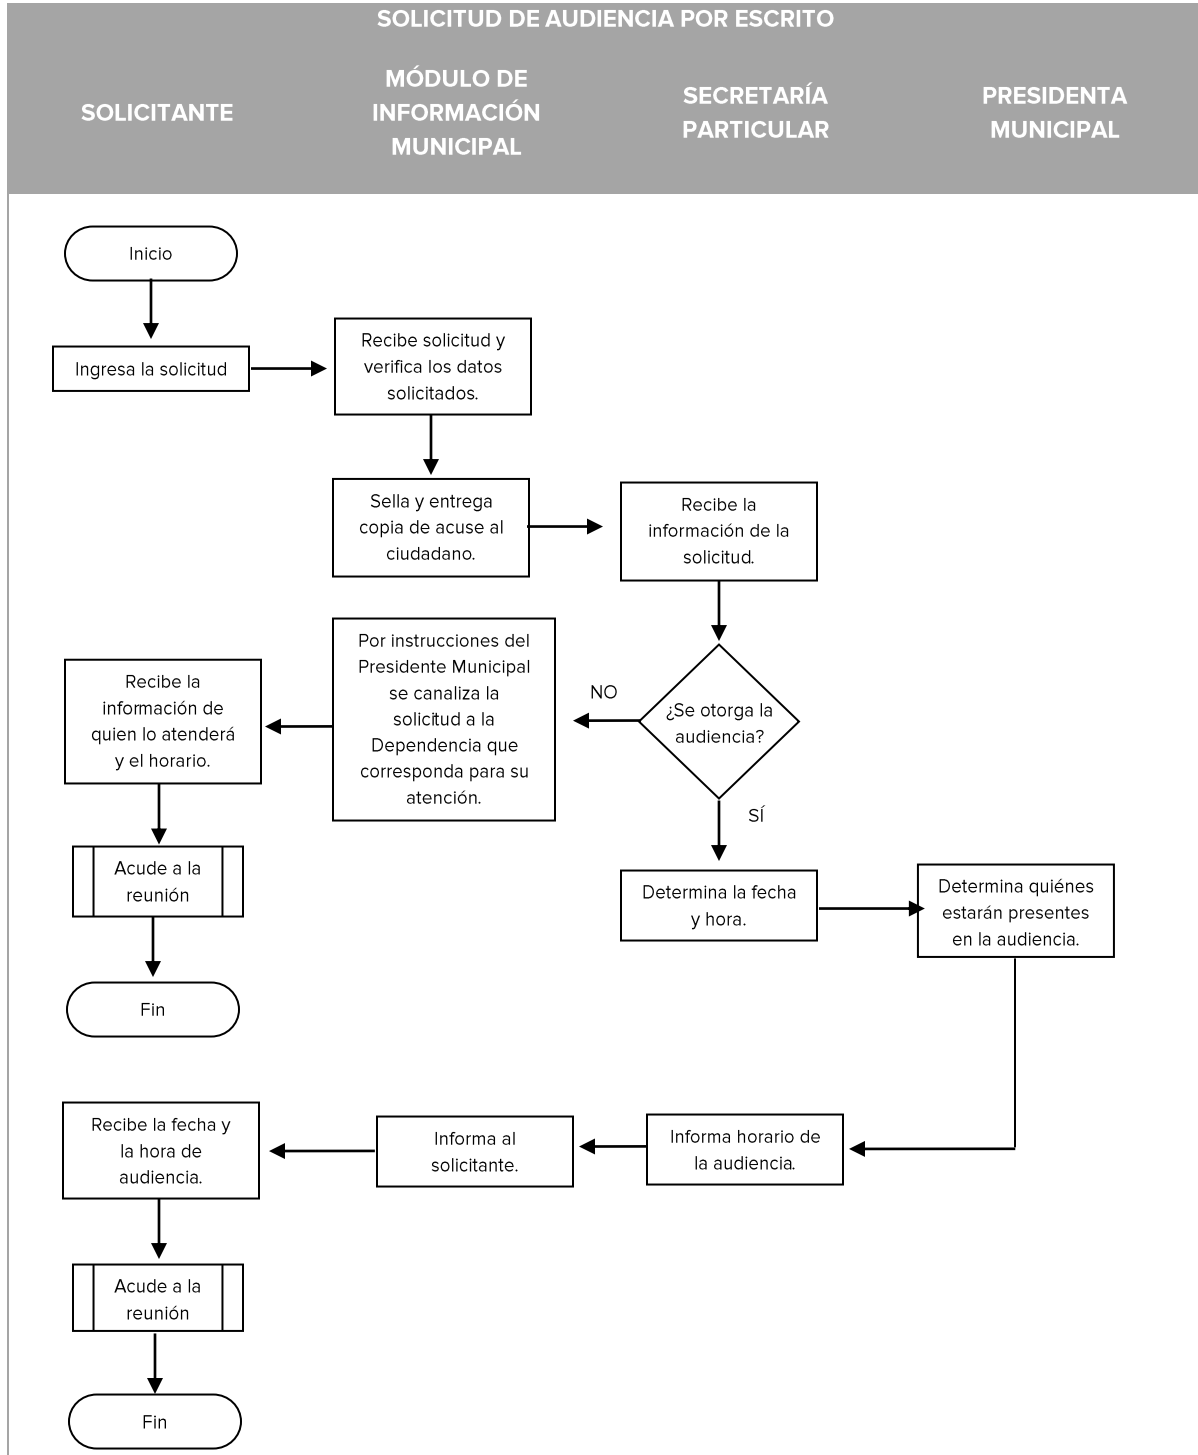 SOLICITUD DE AUDIENCIA POR ESCRITO
SOLICITANTE
MÓDULO DE
INFORMACIÓN
MUNICIPAL
SECRETARÍA
PARTICULAR
PRESIDENTA
MUNICIPAL
Inicio
Ingresa la solicitud
Recibe solicitud y
verifica los datos
solicitados.
Sella y entrega
copia de acuse al
ciudadano.
Recibe la
información de la
solicitud.
¿Se otorga la
audiencia?
NO
Por instrucciones del
Presidente Municipal
se canaliza la
solicitud a la
Dependencia que
corresponda para su
atención.
Recibe la
información de
quien lo atenderá
y el horario.
Acude a la
reunión
Fin
SÍ
Determina la fecha
y hora.
Determina quiénes
estarán presentes
en la audiencia.
Informa horario de
la audiencia.
Informa al
solicitante.
Recibe la fecha y
la hora de
audiencia.
Acude a la
reunión
Fin